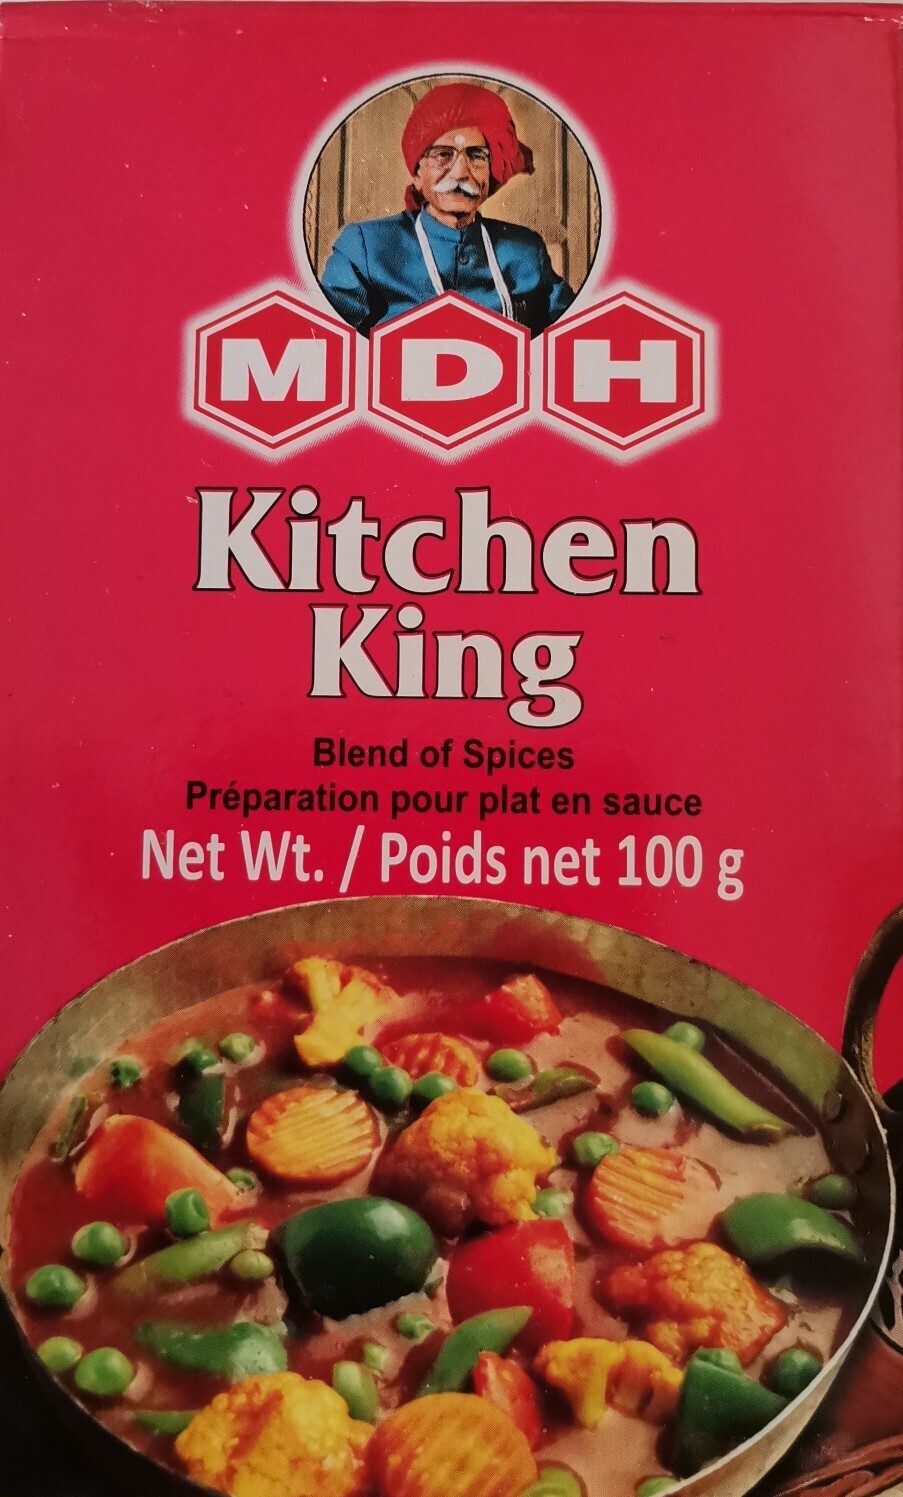 MDH
Kitchen
King
Blend of Spices
Préparation pour plat en sauce
Net Wt. / Poids net 100 g